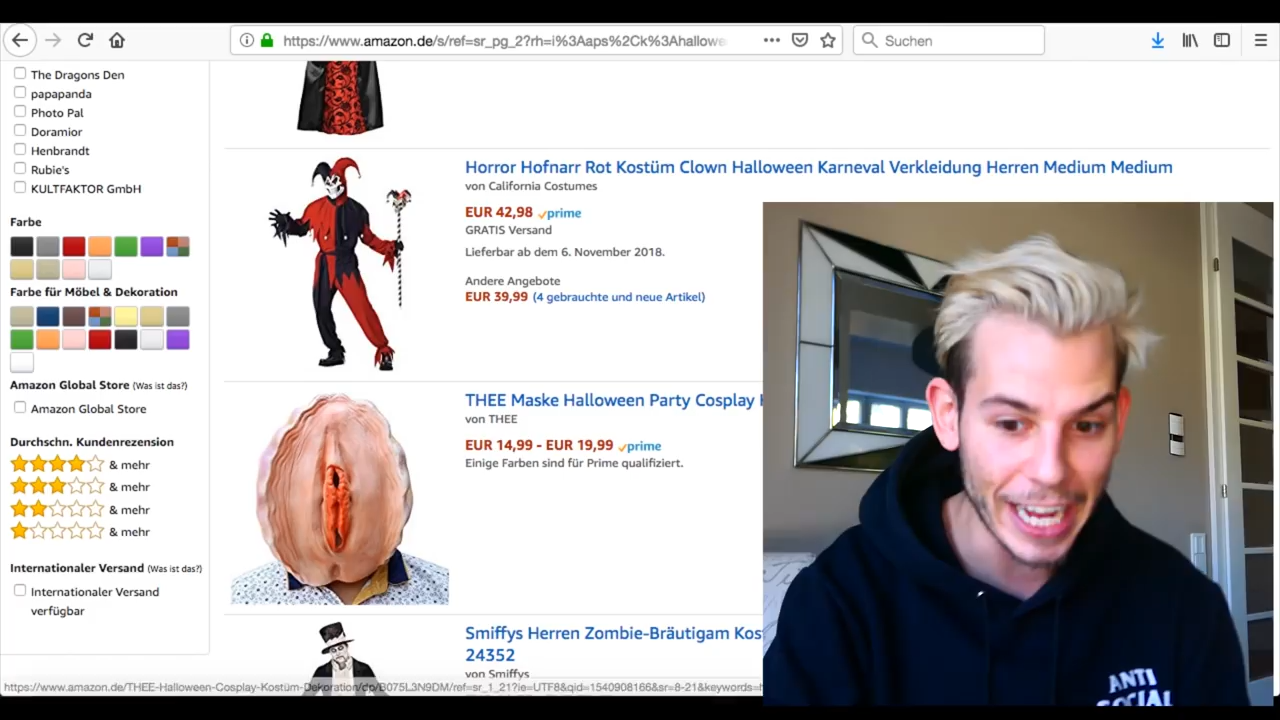 https://www.amazon.de/s/ref=sr_pg_2?rh=i%3Aaps%2Ck%3Ahallowe
Suchen
The Dragons Den
papapanda
Photo Pal
Doramior
Henbrandt
Rubie's
KULTFAKTOR GmbH
Farbe
Farbe für Möbel & Dekoration
Amazon Global Store (Was ist das?)
Amazon Global Store
Durchschn. Kundenrezension
& mehr
& mehr
& mehr
& mehr
Internationaler Versand (Was ist das?)
Internationaler Versand
verfügbar
Horror Hofnarr Rot Kostüm Clown Halloween Karneval Verkleidung Herren Medium Medium
von California Costumes
EUR 42,98 prime
GRATIS Versand
Lieferbar ab dem 6. November 2018.
Andere Angebote
EUR 39,99 (4 gebrauchte und neue Artikel)
THEE Maske Halloween Party Cosplay
von THEE
EUR 14,99 - EUR 19,99 prime
Einige Farben sind für Prime qualifiziert.
Smiffys Herren Zombie-Bräutigam Kos
24352
von Smiffys
https://www.amazon.de/THEE-Halloween-Cosplay-Kostüm-Dekoration/dp/B075L3N9DM/ref=sr_1_21?ie=UTF8&qid=1540908166&sr=8-21&keywords=h
ANTI
SOCIAL